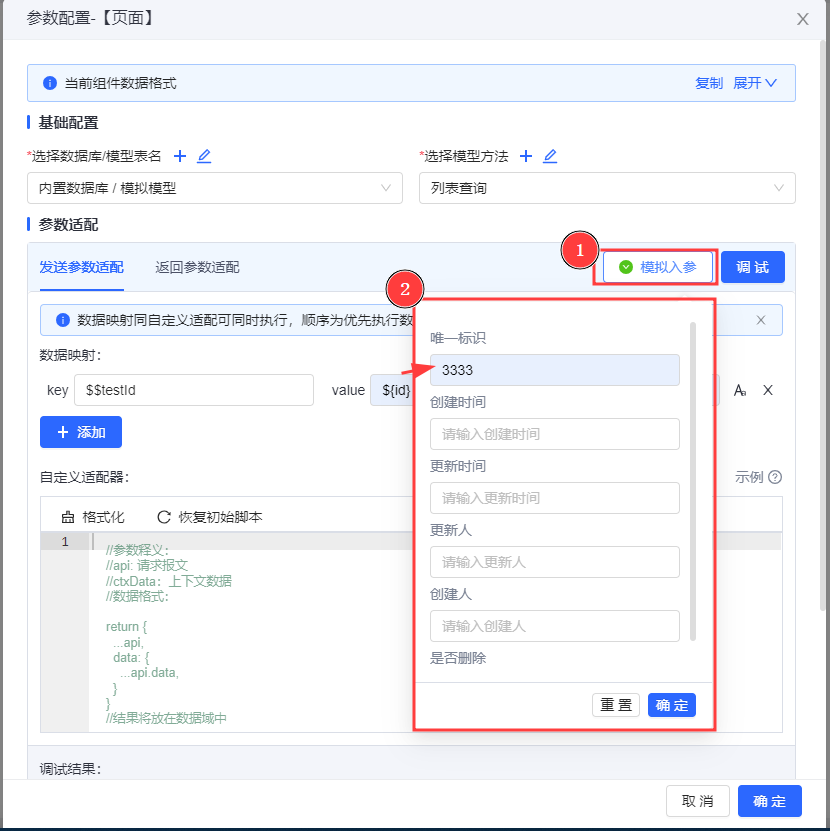 参数配置-【页面】
当前组件数据格式 复制 展开
基础配置
*选择数据库/模型表名
*选择模型方法
内置数据库 / 模拟模型
列表查询
参数适配
1
发送参数适配 返回参数适配 模拟入参 调 试
2
数据映射同自定义适配可同时执行，顺序为优先执行数
数据映射：
key $$testId value ${id}
添加
自定义适配器： 示例
格式化 恢复初始脚本
1
//参数释义：
//api: 请求报文
//ctxData： 上下文数据
//数据格式：
return {
...api,
data: {
...api.data,
}
}
//结果将放在数据域中
唯一标识
3333
创建时间
请输入创建时间
更新时间
请输入更新时间
更新人
请输入更新人
创建人
请输入创建人
是否删除
重 置 确 定
调试结果：
取 消 确 定